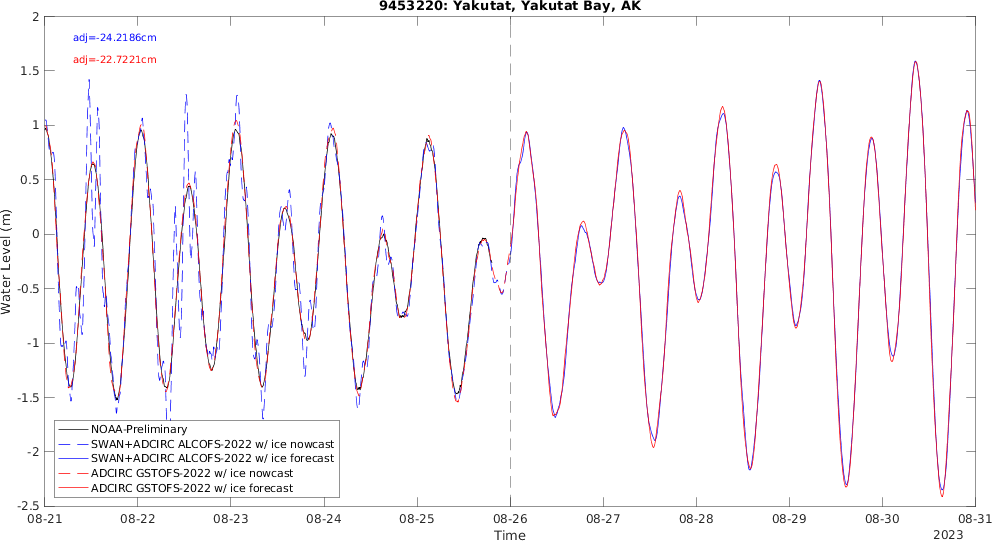 9453220: Yakutat, Yakutat Bay, AK
adj=-24.2186cm
adj=-22.7221cm
Water Level (m)
2
1.5
1
0.5
0
-0.5
-1
-1.5
-2
-2.5
NOAA-Preliminary
SWAN+ADCIRC ALCOFS-2022 w/ ice nowcast
SWAN+ADCIRC ALCOFS-2022 w/ ice forecast
ADCIRC GSTOFS-2022 w/ ice nowcast
ADCIRC GSTOFS-2022 w/ ice forecast
08-21 08-22 08-23 08-24 08-25 08-26 08-27 08-28 08-29 08-30 08-31
Time
2023